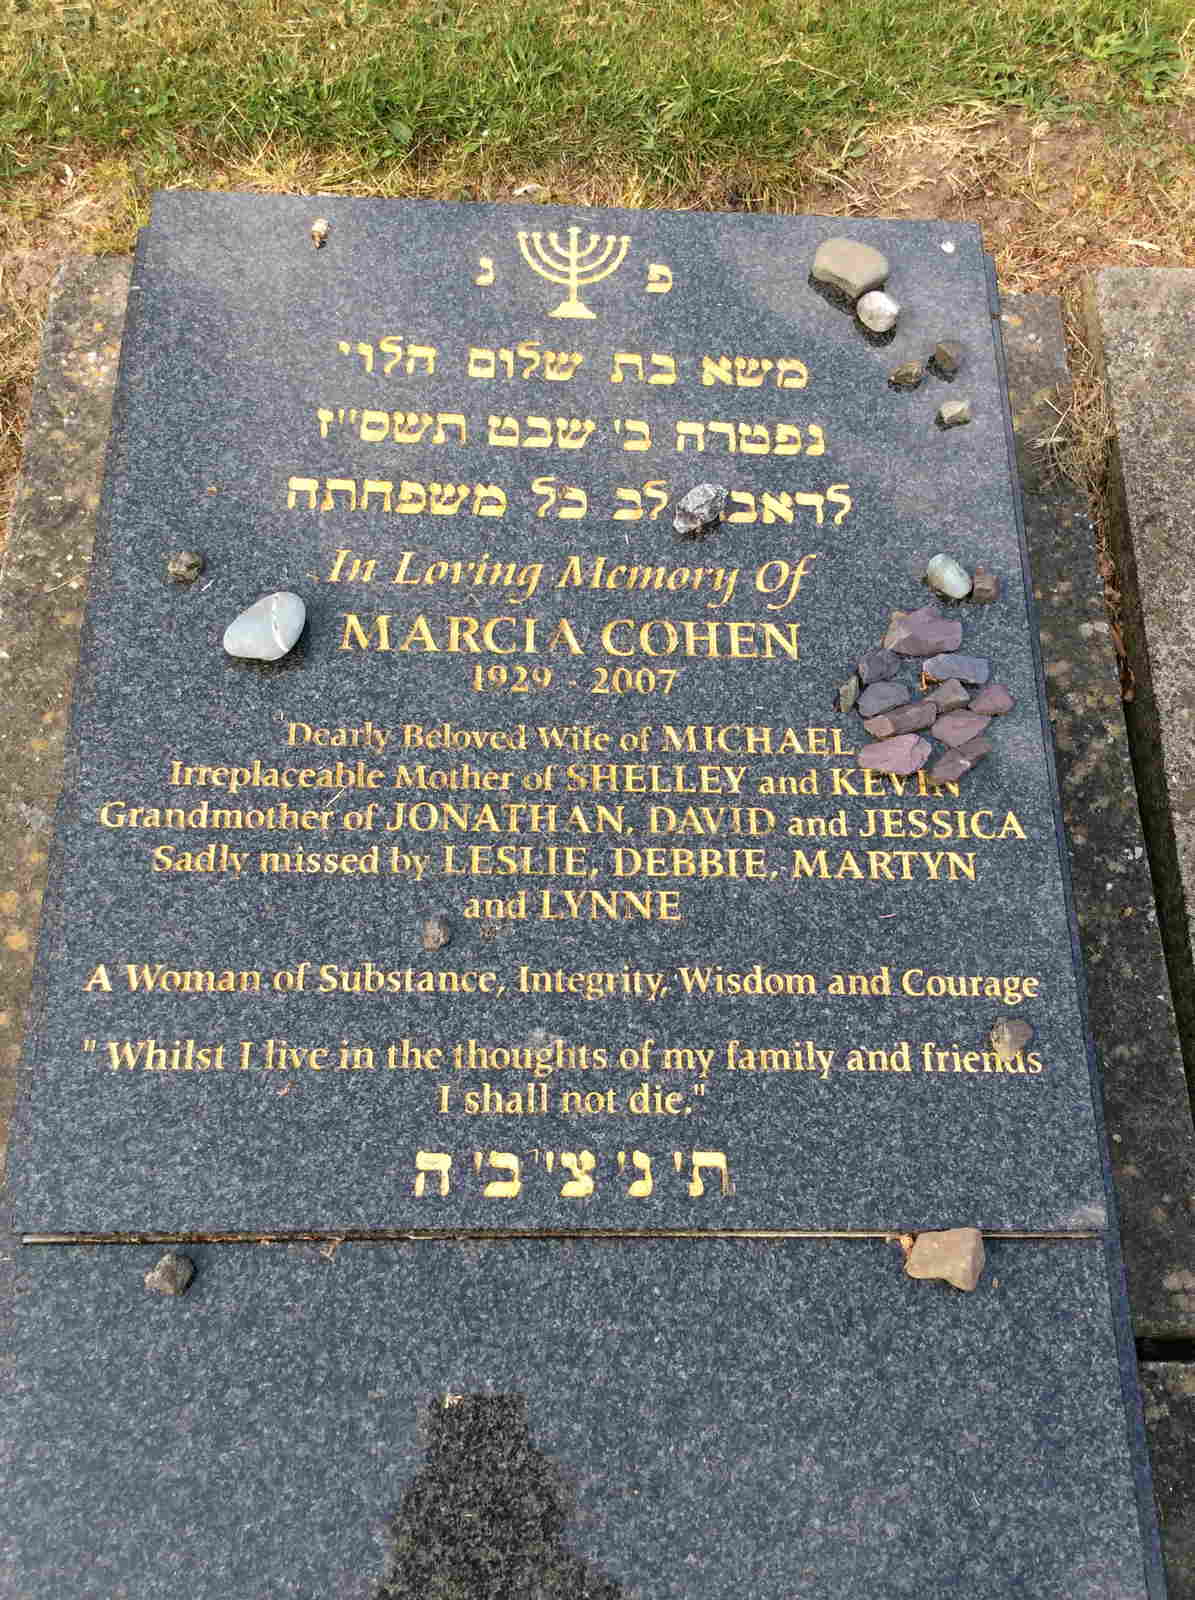 פ נ
משא בת שלום הלוי
נפטרה ב' שבט תשס"ז
לב כל משפחתה
In Loving Memory Of
MARCIA COHEN
1929 - 2007
Dearly Beloved Wife of MICHAEL
Irreplaceable Mother of SHELLEY and KEVIN
Grandmother of JONATHAN, DAVID and JESSICA
Sadly missed by LESLIE, DEBBIE, MARTYN
and LYNNE
A Woman of Substance, Integrity, Wisdom and Courage
"Whilst I live in the thoughts of my family and friends
I shall not die."
ת' נ' צ' ב' ה